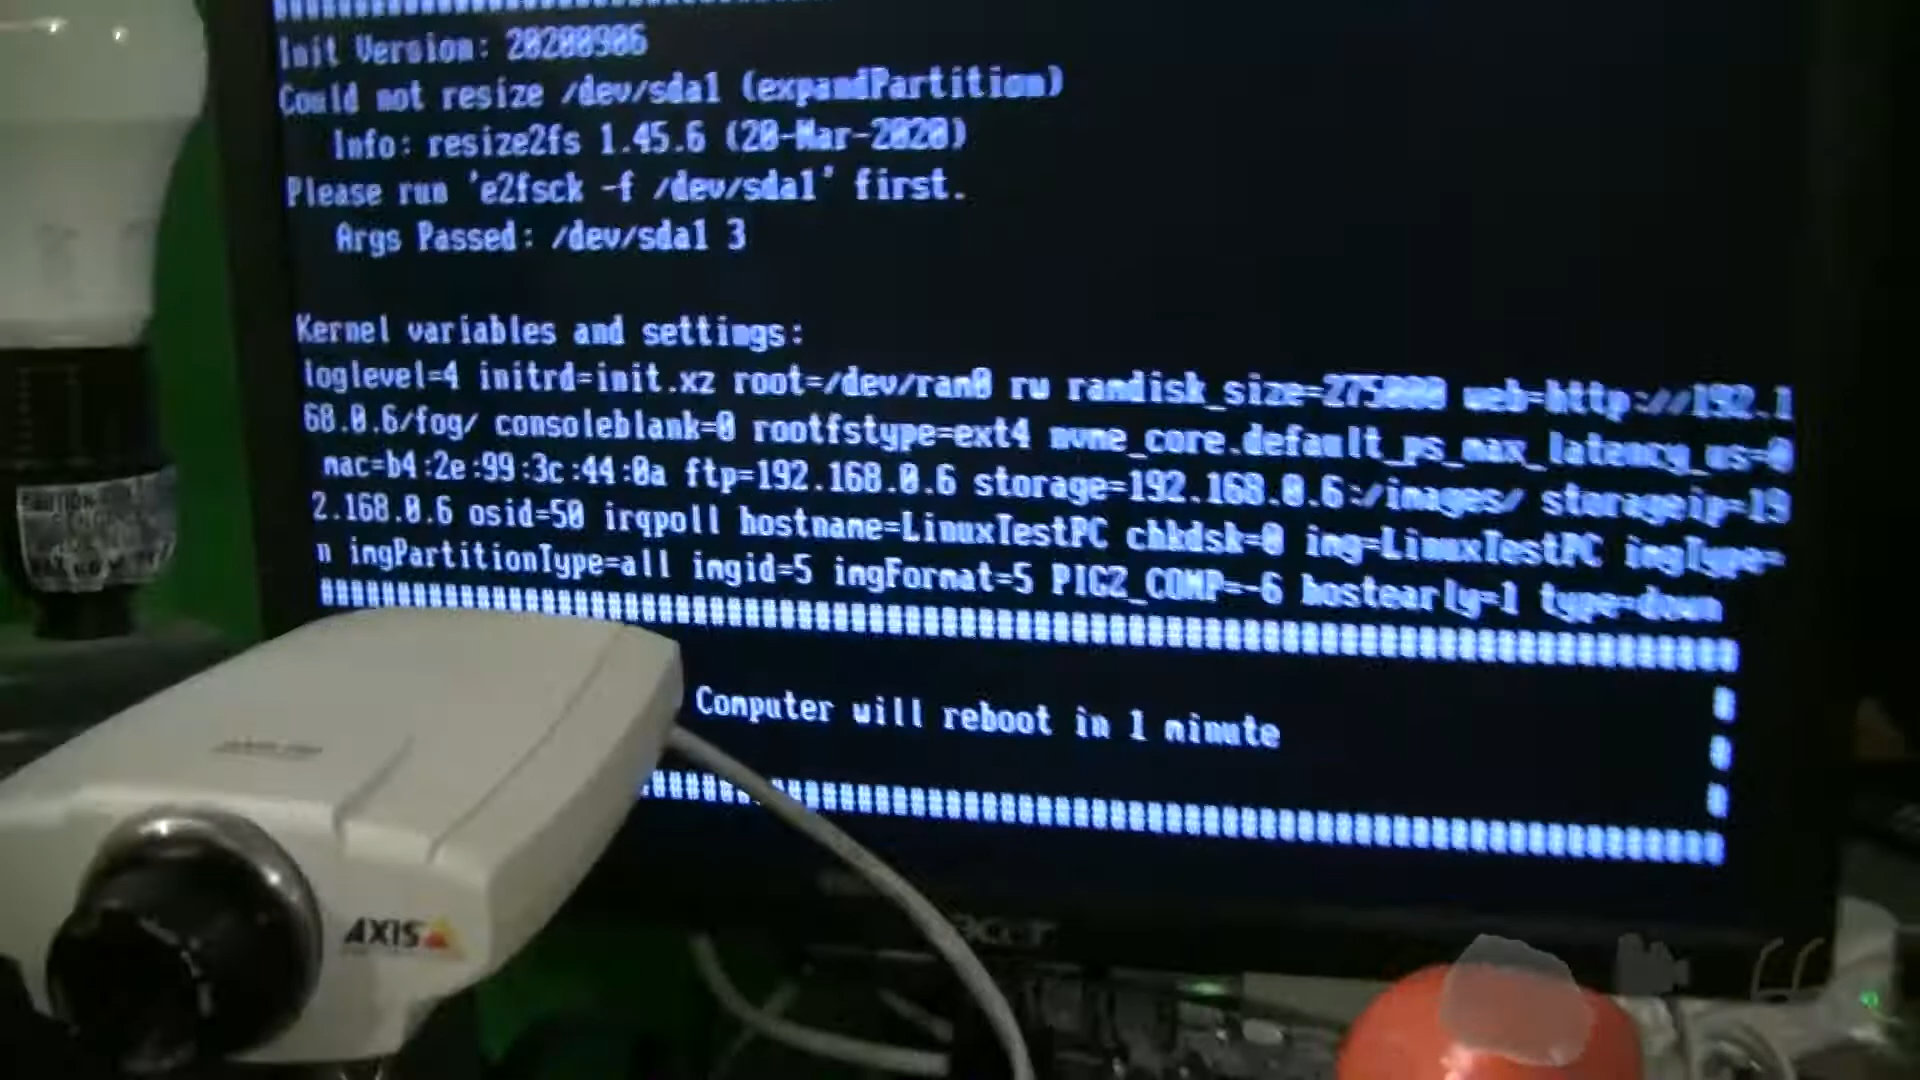 Init Version: 20200906
Could not resize /dev/sda1 (expandPartition)
Info: resize2fs 1.45.6 (20-Mar-2020)
Please run 'e2fsck -f /dev/sda1' first.
Args Passed: /dev/sda1 3
Kernel variables and settings:
loglevel=4 initrd=init.xz root=/dev/ram0 rw ramdisk_size=275000 web=http://192.1
68.0.6/fog/ consoleblank=0 rootfstype=ext4 nvme_core.default_ps_max_latency_us=0
mac=b4:2e:99:3c:44:0a ftp=192.168.0.6 storage=192.168.0.6:/images/ storageip=19
2.168.0.6 osid=50 irqpoll hostname=LinuxTestPC chkdsk=0 img=LinuxTestPC imgType=
n imgPartitionType=all imgid=5 imgFormat=5 PIGZ_COMP=-6 hostearly=1 type=down
Computer will reboot in 1 minute
AXIS
acer
CAUTION